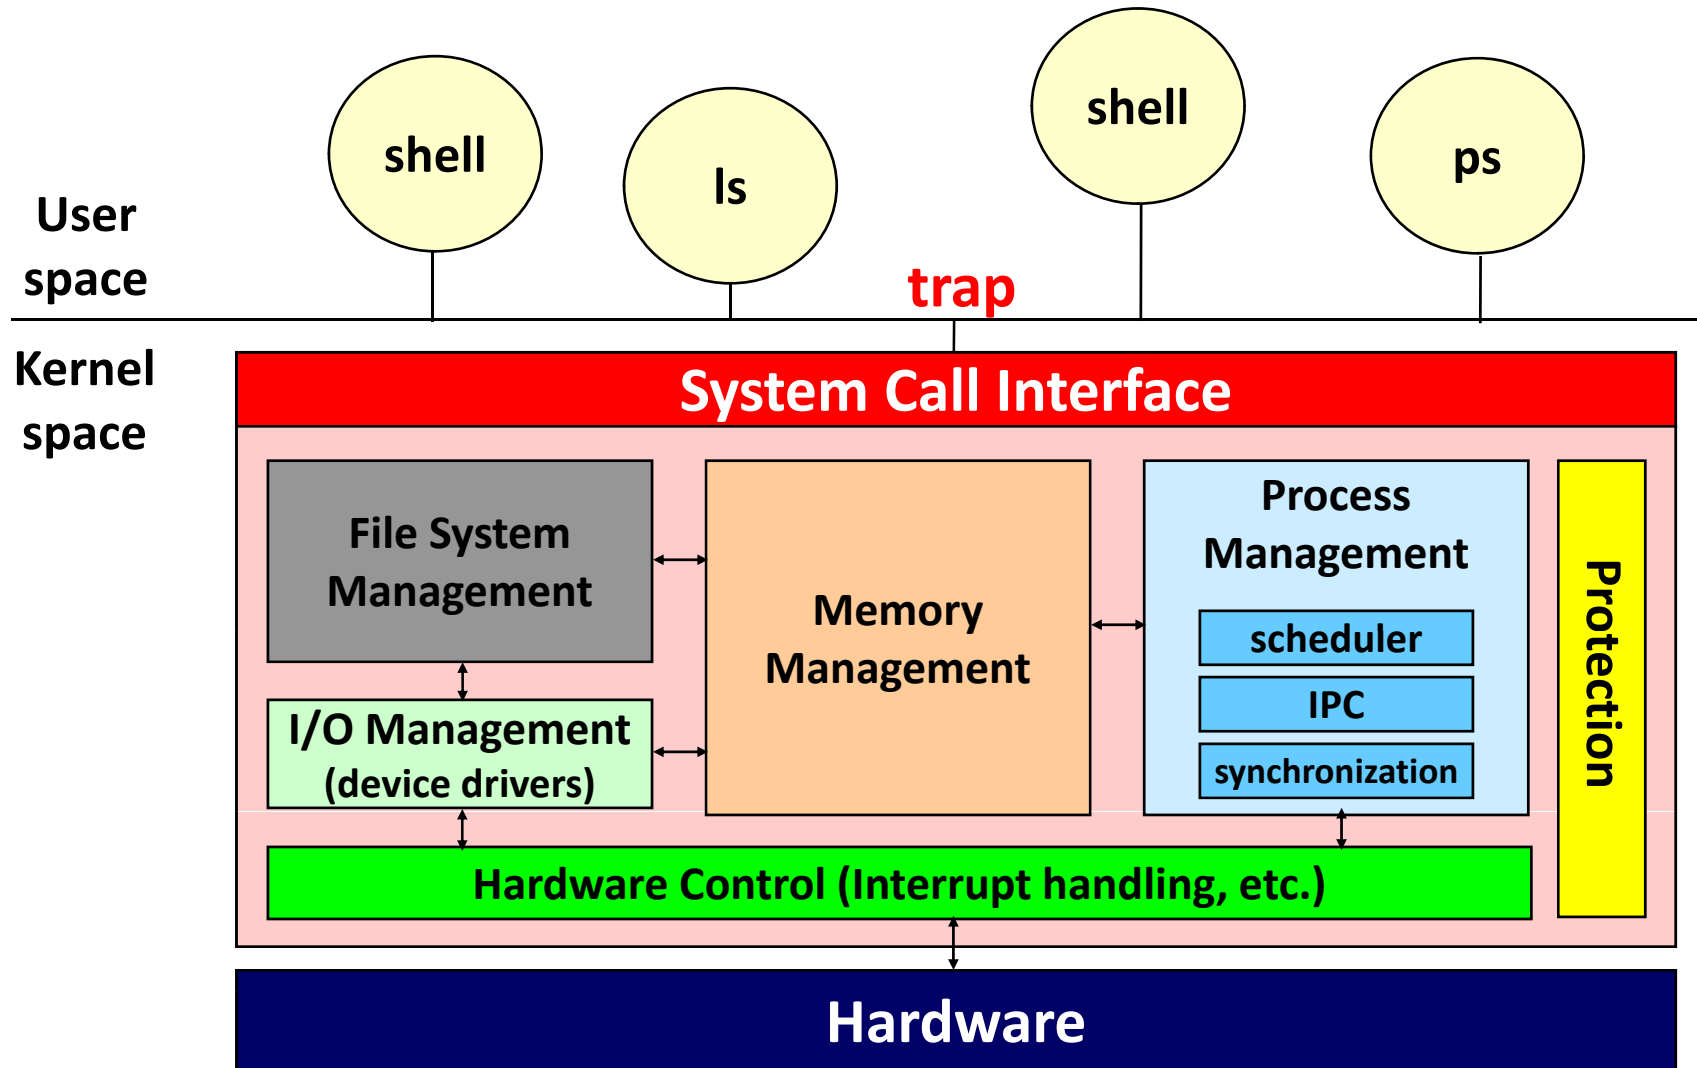 shell
ls
shell
ps
User
space
trap
Kernel
space
System Call Interface
File System
Management
Memory
Management
Process
Management
scheduler
IPC
synchronization
Protection
I/O Management
(device drivers)
Hardware Control (Interrupt handling, etc.)
Hardware